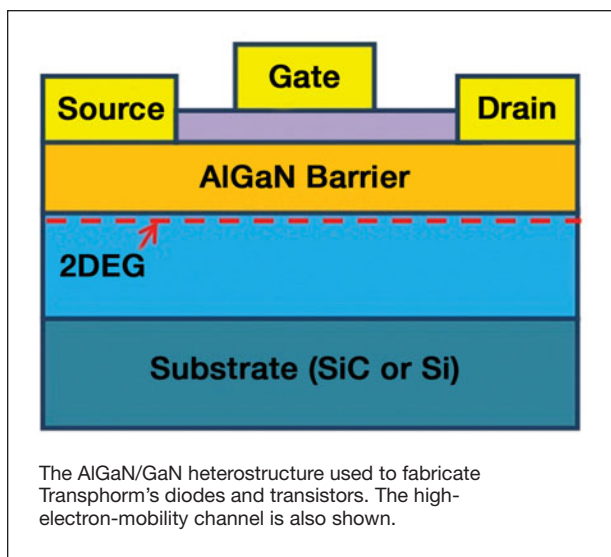 Gate
Source
Drain
AlGaN Barrier
2DEG
Substrate (SiC or Si)
The AlGaN/GaN heterostructure used to fabricate
Transphorm's diodes and transistors. The high-
electron-mobility channel is also shown.